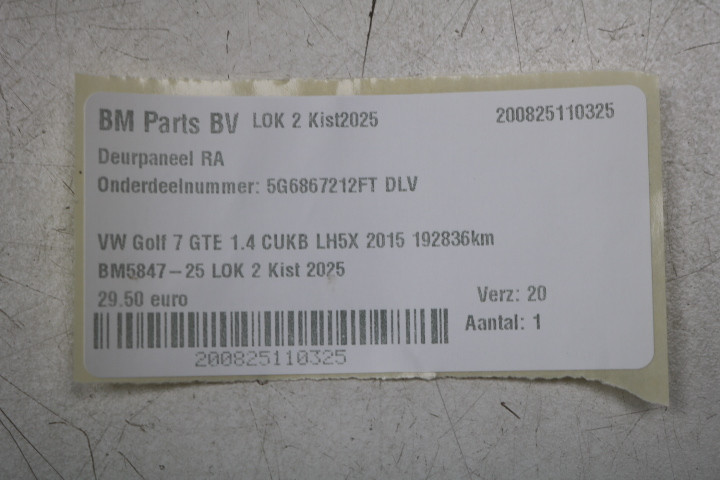 BM Parts BV LOK 2 Kist2025 200825110325
Deurpaneel RA
Onderdeelnummer: 5G6867212FT DLV
VW Golf 7 GTE 1.4 CUKB LH5X 2015 192836km
BM5847-25 LOK 2 Kist 2025
29.50 euro Verz: 20
Aantal: 1
200825110325